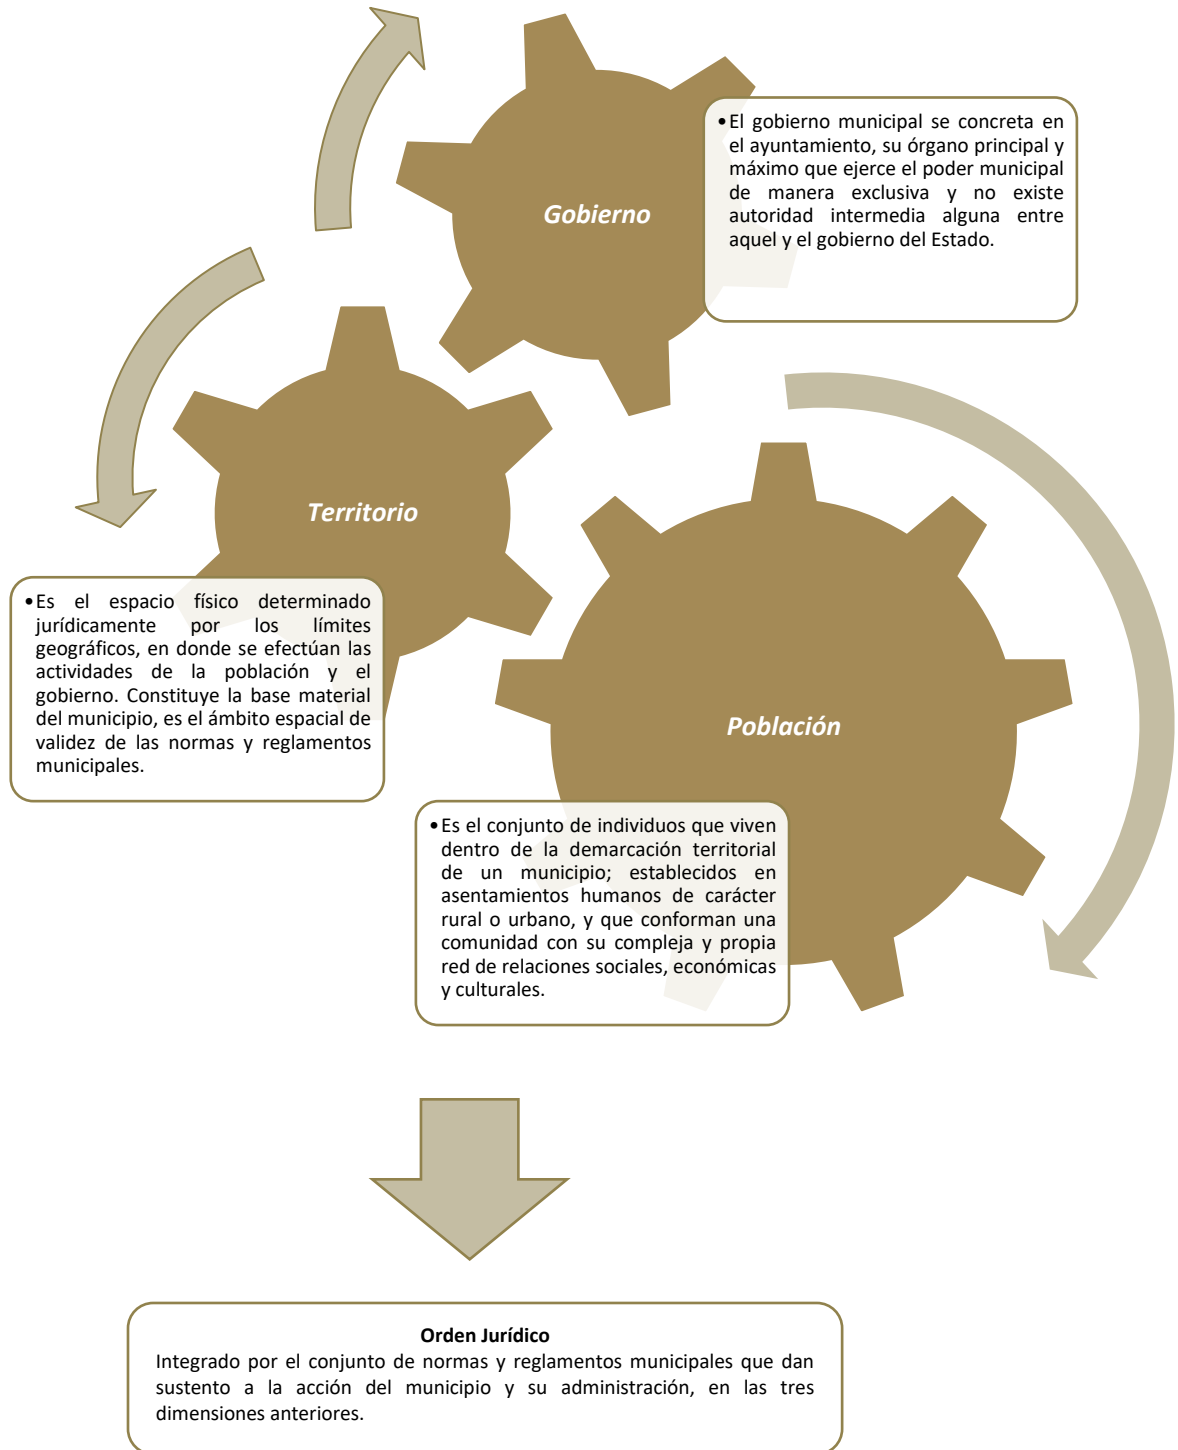 Gobierno
•El gobierno municipal se concreta en
el ayuntamiento, su órgano principal y
máximo que ejerce el poder municipal
de manera exclusiva y no existe
autoridad intermedia alguna entre
aquel y el gobierno del Estado.
Territorio
•Es el espacio físico determinado
jurídicamente por los límites
geográficos, en donde se efectúan las
actividades de la población y el
gobierno. Constituye la base material
del municipio, es el ámbito espacial de
validez de las normas y reglamentos
municipales.
Población
•Es el conjunto de individuos que viven
dentro de la demarcación territorial
de un municipio; establecidos en
asentamientos humanos de carácter
rural o urbano, y que conforman una
comunidad con su compleja y propia
red de relaciones sociales, económicas
y culturales.
Orden Jurídico
Integrado por el conjunto de normas y reglamentos municipales que dan
sustento a la acción del municipio y su administración, en las tres
dimensiones anteriores.